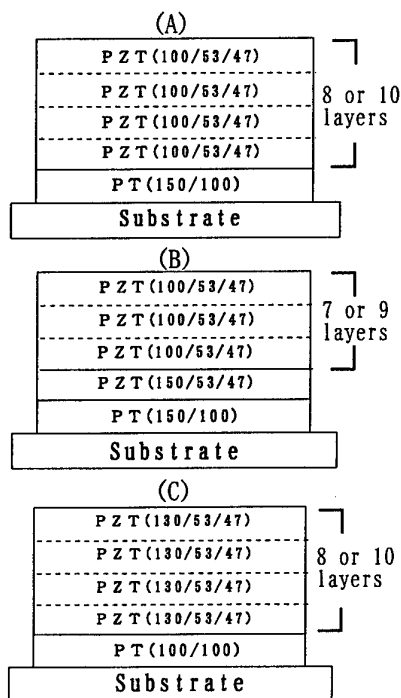 (A)
PZT(100/53/47)
PZT(100/53/47)
PZT(100/53/47)
PZT(100/53/47)
8 or 10
layers
PT(150/100)
Substrate
(B)
PZT(100/53/47)
PZT(100/53/47)
PZT(100/53/47)
7 or 9
layers
PZT(150/53/47)
PT(150/100)
Substrate
(C)
PZT(130/53/47)
PZT(130/53/47)
PZT(130/53/47)
PZT(130/53/47)
8 or 10
layers
PT(100/100)
Substrate